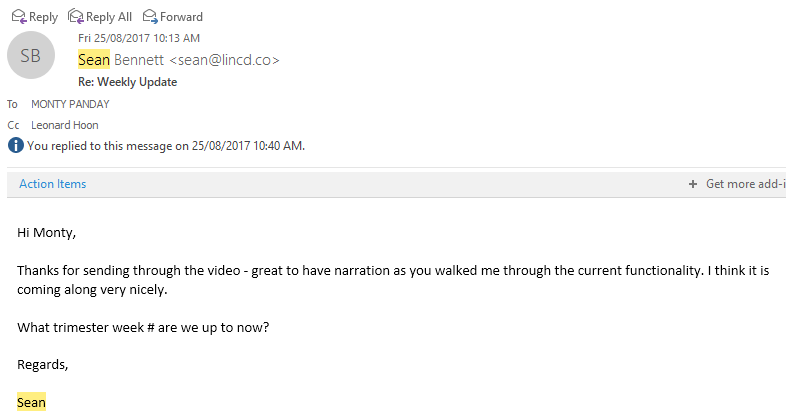 Reply Reply All Forward
Fri 25/08/2017 10:13 AM
SB
Sean Bennett <sean@lincd.co>
Re: Weekly Update
To MONTY PANDAY
Cc Leonard Hoon
You replied to this message on 25/08/2017 10:40 AM.
Action Items + Get more add-i
Hi Monty,
Thanks for sending through the video - great to have narration as you walked me through the current functionality. I think it is
coming along very nicely.
What trimester week # are we up to now?
Regards,
Sean